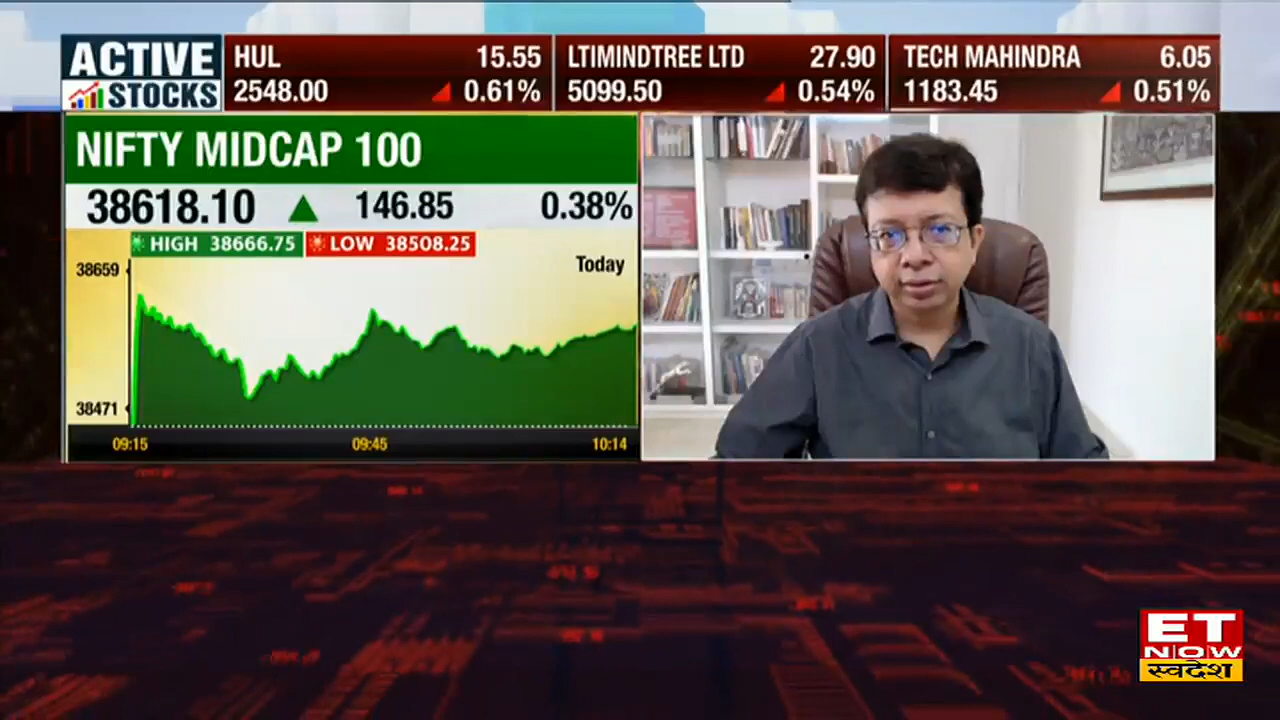 ACTIVE
STOCKS
HUL 15.55
2548.00 0.61%
LTIMINDTREE LTD 27.90
5099.50 0.54%
TECH MAHINDRA 6.05
1183.45 0.51%
NIFTY MIDCAP 100
38618.10 146.85 0.38%
HIGH 38666.75 LOW 38508.25
Today
38659
38471
09:15 09:45 10:14
ET
NOW
स्वदेश